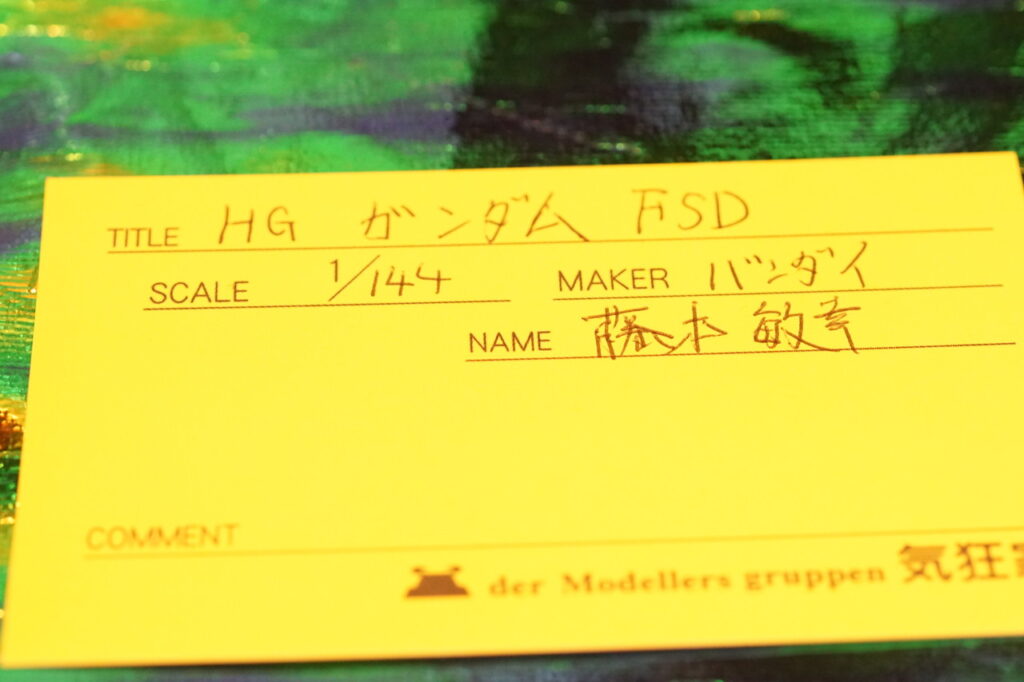 TITLE HG ガンダム FSD
SCALE 1/144 MAKER バンダイ
NAME 藤本 敏幸
COMMENT
der Modellers gruppen 気狂